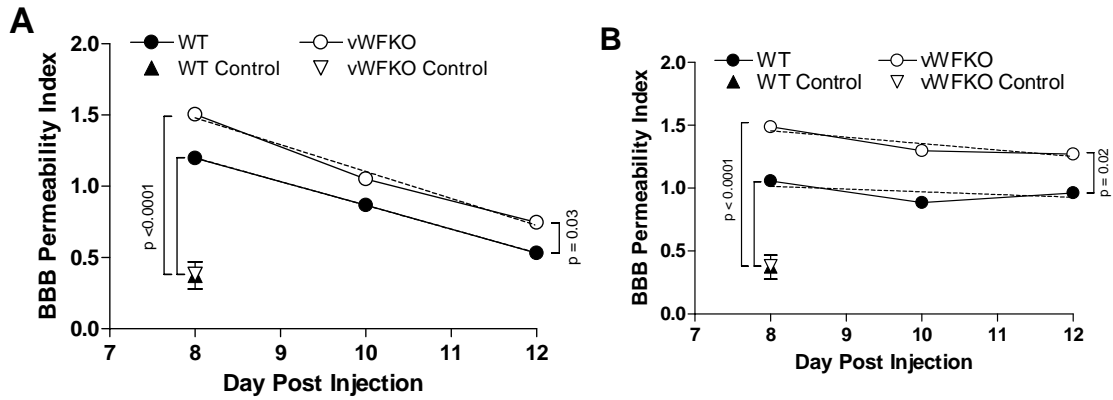 A
WT vWFKO
WT Control vWFKO Control
BBB Permeability Index
2.0
1.5
1.0
0.5
0.0
p <0.0001
p = 0.03
7 8 9 10 11 12
Day Post Injection
B
WT vWFKO
WT Control vWFKO Control
BBB Permeability Index
2.0
1.5
1.0
0.5
0.0
p < 0.0001
p = 0.02
7 8 9 10 11 12
Day Post Injection